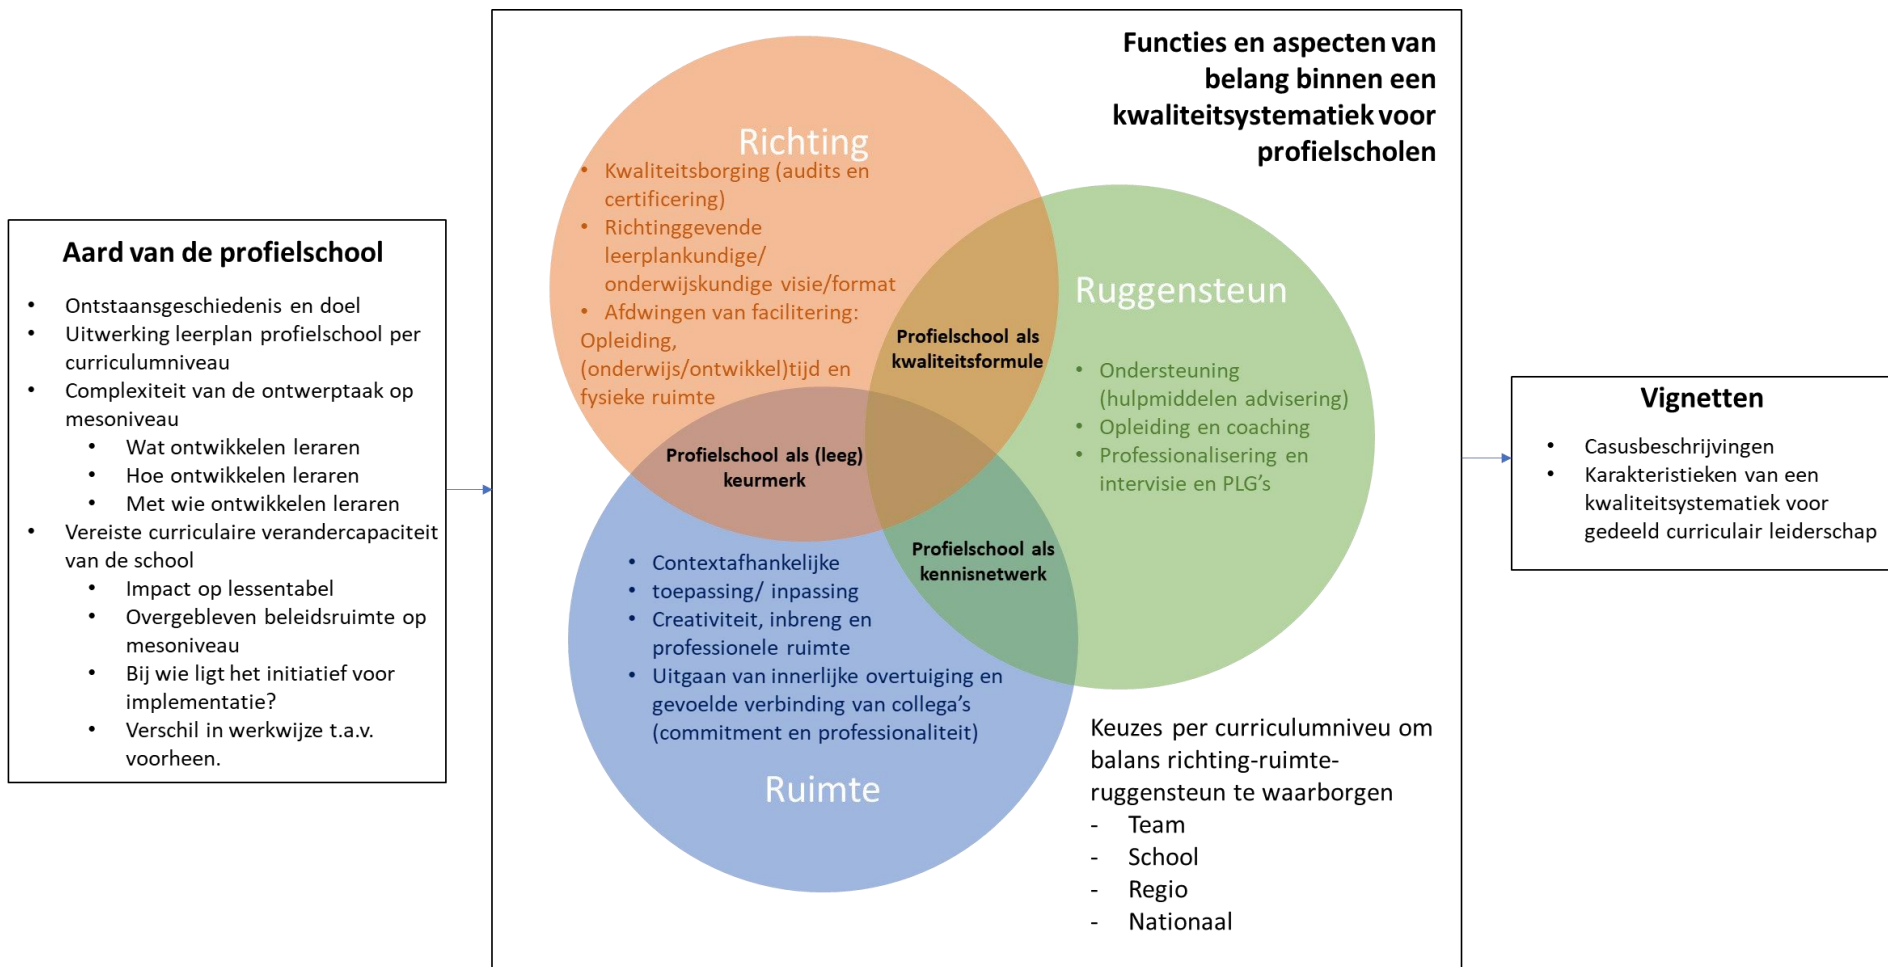 Aard van de profielschool
• Ontstaansgeschiedenis en doel
• Uitwerking leerplan profielschool per
curriculumniveau
• Complexiteit van de ontwerptaak op
mesoniveau
• Wat ontwikkelen leraren
• Hoe ontwikkelen leraren
• Met wie ontwikkelen leraren
• Vereiste curriculaire verandercapaciteit
van de school
• Impact op lessentabel
• Overgebleven beleidsruimte op
mesoniveau
• Bij wie ligt het initiatief voor
implementatie?
• Verschil in werkwijze t.a.v.
voorheen.
Functies en aspecten van
belang binnen een
kwaliteitsystematiek voor
profielscholen
Richting
• Kwaliteitsborging (audits en
certificering)
• Richtinggevende
leerplankundige/
onderwijskundige visie/format
• Afdwingen van facilitering:
Opleiding,
(onderwijs/ontwikkel)tijd en
fysieke ruimte
Ruggensteun
• Ondersteuning
(hulpmiddelen advisering)
• Opleiding en coaching
• Professionalisering en
intervisie en PLG's
Profielschool als
kwaliteitsformule
Profielschool als (leeg)
keurmerk
Profielschool als
kennisnetwerk
• Contextafhankelijke
• toepassing/ inpassing
• Creativiteit, inbreng en
professionele ruimte
• Uitgaan van innerlijke overtuiging en
gevoelde verbinding van collega's
(commitment en professionaliteit)
Ruimte
Keuzes per curriculumniveu om
balans richting-ruimte-
ruggensteun te waarborgen
- Team
- School
- Regio
- Nationaal
Vignetten
• Casusbeschrijvingen
• Karakteristieken van een
kwaliteitsystematiek voor
gedeeld curriculair leiderschap